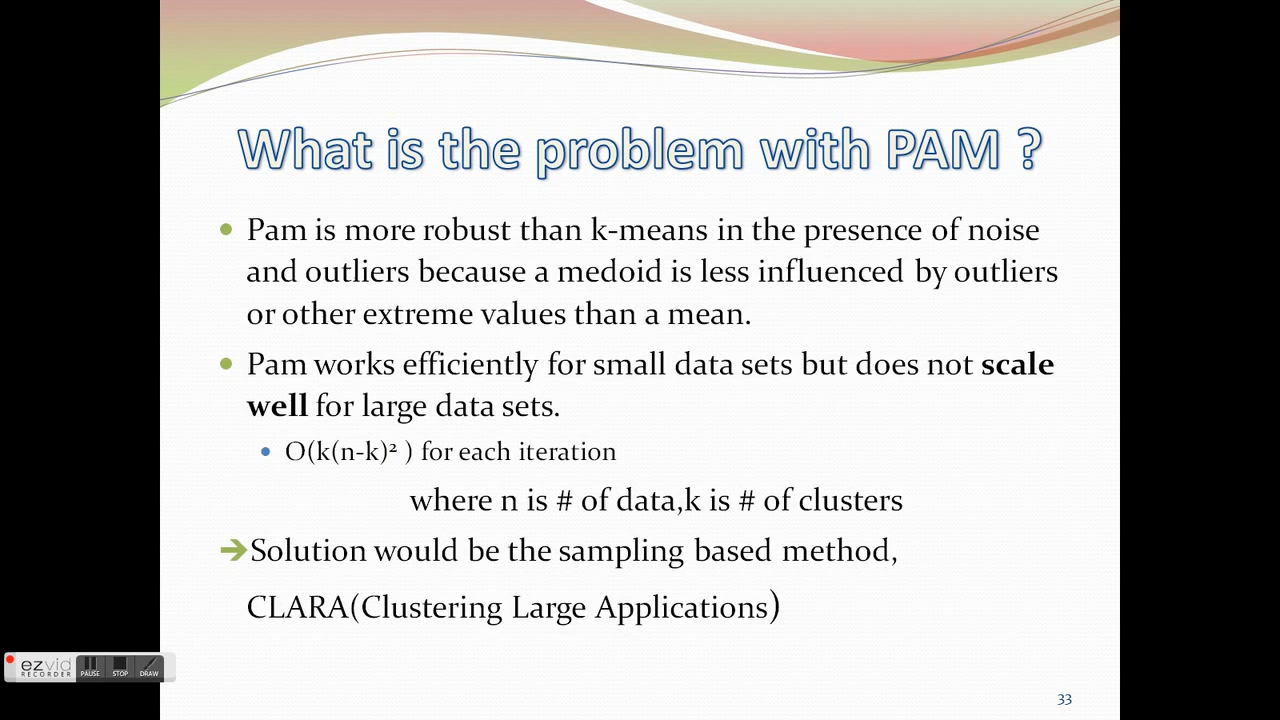 What is the problem with PAM ?
Pam is more robust than k-means in the presence of noise
and outliers because a medoid is less influenced by outliers
or other extreme values than a mean.
Pam works efficiently for small data sets but does not scale
well for large data sets.
O(k(n-k)² ) for each iteration
where n is # of data,k is # of clusters
➔Solution would be the sampling based method,
CLARA(Clustering Large Applications)
ezvid
RECORDER
PAUSE STOP DRAW
33